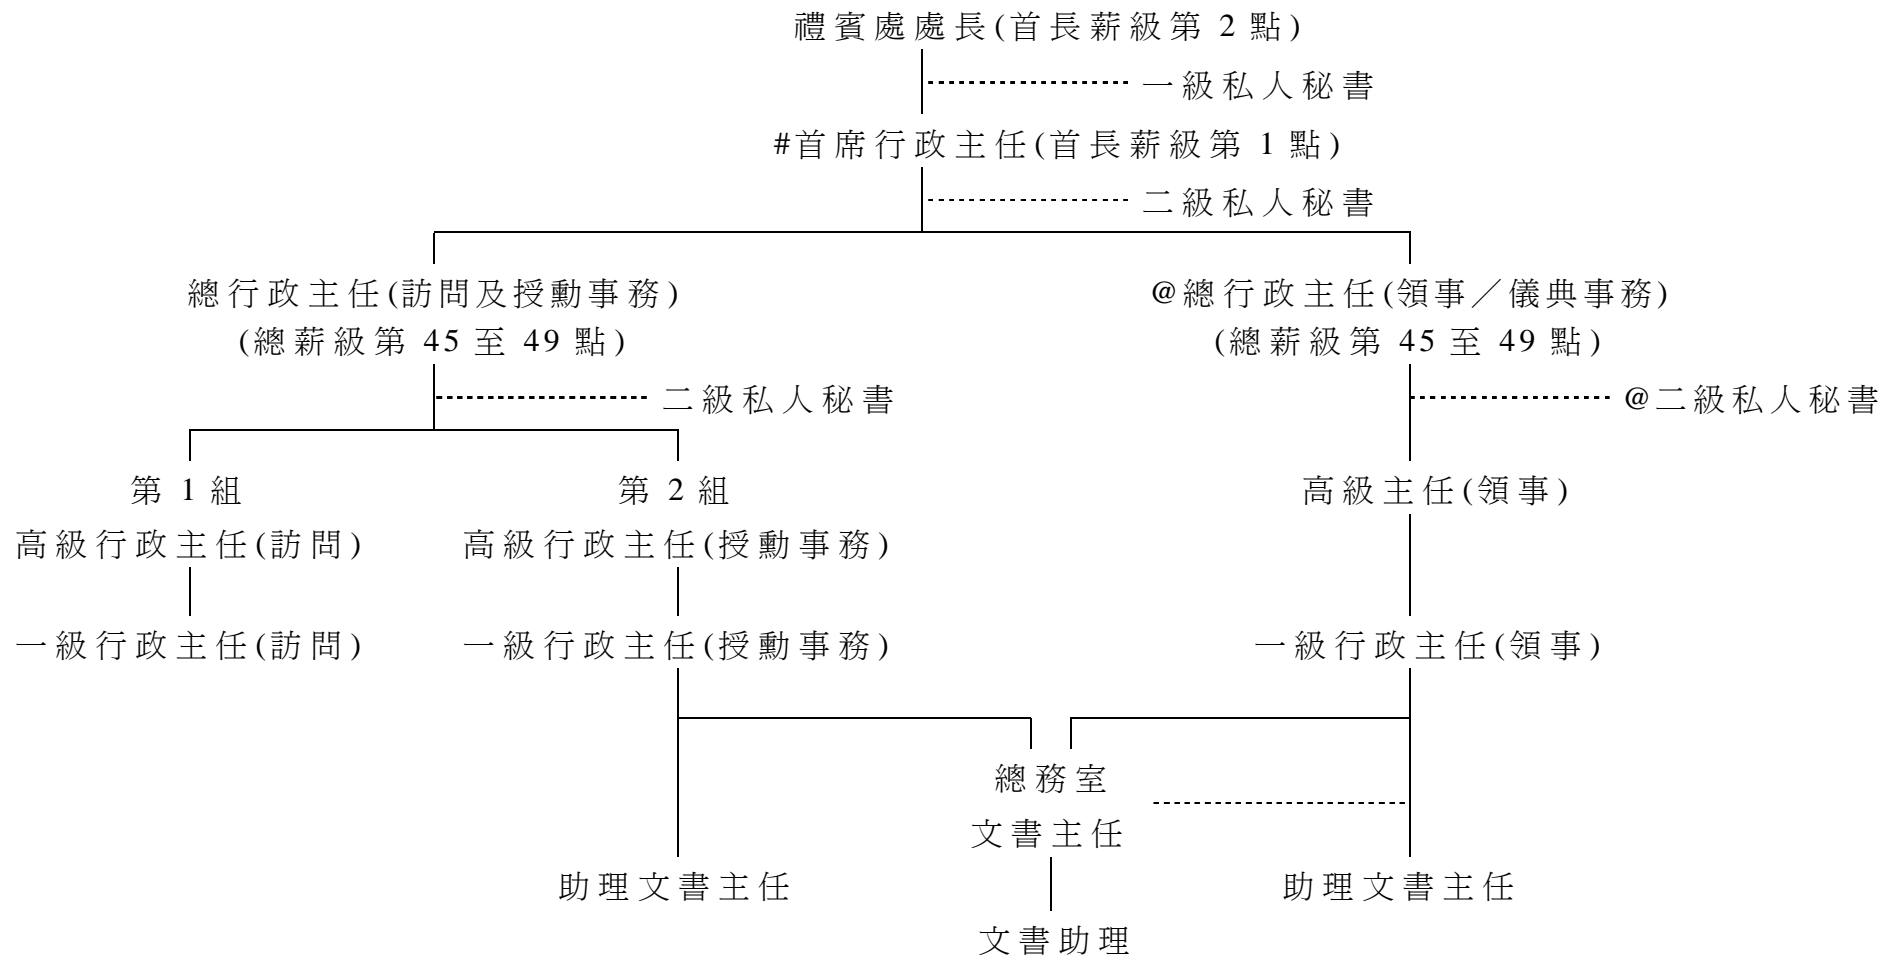 禮賓處處長(首長薪級第 2 點)
一級私人秘書
#首席行政主任(首長薪級第 1 點)
二級私人秘書
總行政主任(訪問及授勳事務)
(總薪級第 45 至 49 點)
@總行政主任(領事／儀典事務)
(總薪級第 45 至 49 點)
二級私人秘書
@二級私人秘書
第 1 組
第 2 組
高級主任(領事)
高級行政主任(訪問)
高級行政主任(授勳事務)
一級行政主任(訪問)
一級行政主任(授勳事務)
一級行政主任(領事)
總務室
文書主任
助理文書主任
助理文書主任
文書助理